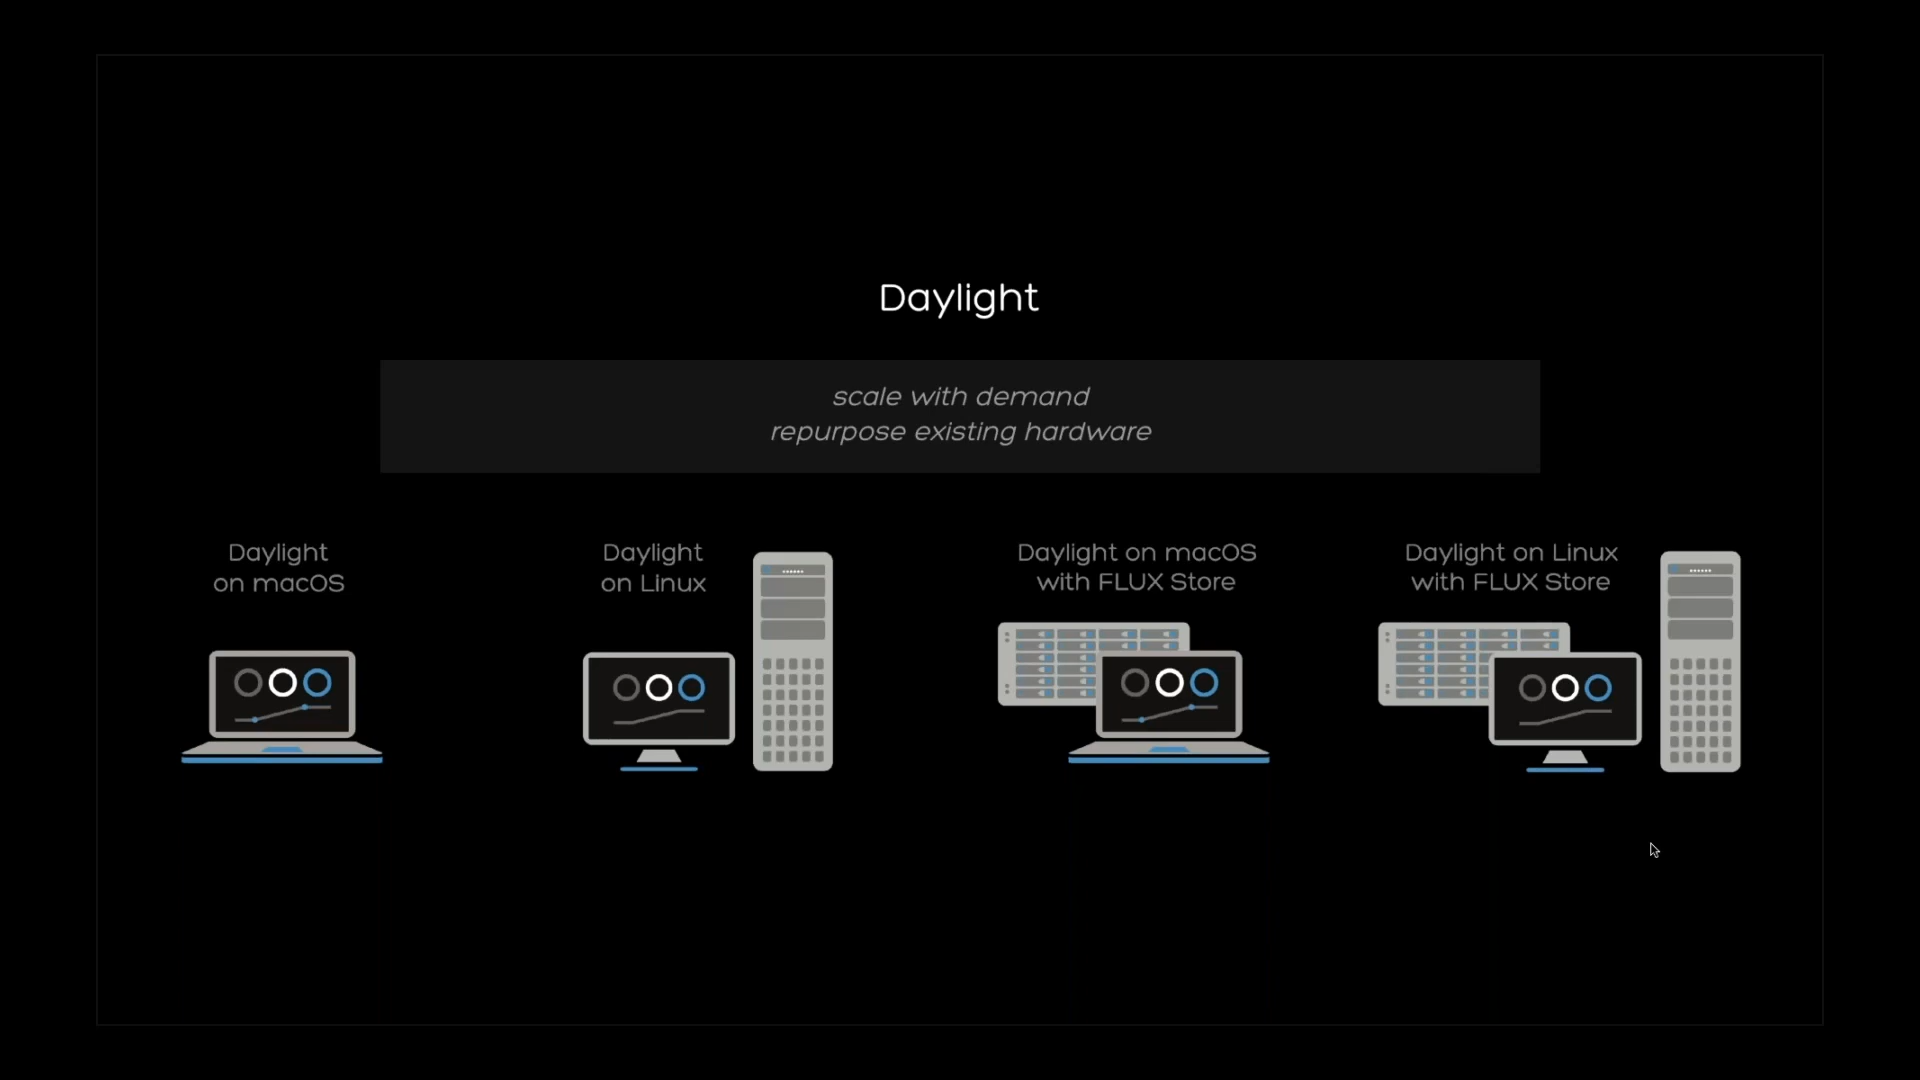 Daylight
scale with demand
repurpose existing hardware
Daylight
on macOS
Daylight
on Linux
Daylight on macOS
with FLUX Store
Daylight on Linux
with FLUX Store